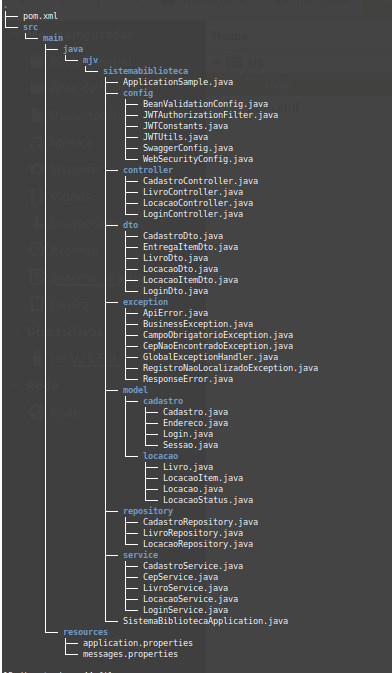 .
├── pom.xml
└── src
    └── main
        ├── java
        │   └── mjv
        │       └── sistemabiblioteca
        │           ├── ApplicationSample.java
        │           ├── config
        │           │   ├── BeanValidationConfig.java
        │           │   ├── JWTAuthorizationFilter.java
        │           │   ├── JWTConstants.java
        │           │   ├── JWTUtils.java
        │           │   ├── SwaggerConfig.java
        │           │   └── WebSecurityConfig.java
        │           ├── controller
        │           │   ├── CadastroController.java
        │           │   ├── LivroController.java
        │           │   ├── LocacaoController.java
        │           │   └── LoginController.java
        │           ├── dto
        │           │   ├── CadastroDto.java
        │           │   ├── EntregaItemDto.java
        │           │   ├── LivroDto.java
        │           │   ├── LocacaoDto.java
        │           │   ├── LocacaoItemDto.java
        │           │   └── LoginDto.java
        │           ├── exception
        │           │   ├── ApiError.java
        │           │   ├── BusinessException.java
        │           │   ├── CampoObrigatorioException.java
        │           │   ├── CepNaoEncontradoException.java
        │           │   ├── GlobalExceptionHandler.java
        │           │   ├── RegistroNaoLocalizadoException.java
        │           │   └── ResponseError.java
        │           ├── model
        │           │   ├── cadastro
        │           │   │   ├── Cadastro.java
        │           │   │   ├── Endereco.java
        │           │   │   ├── Login.java
        │           │   │   └── Sessao.java
        │           │   └── locacao
        │           │       ├── Livro.java
        │           │       ├── LocacaoItem.java
        │           │       ├── Locacao.java
        │           │       └── LocacaoStatus.java
        │           ├── repository
        │           │   ├── CadastroRepository.java
        │           │   ├── LivroRepository.java
        │           │   └── LocacaoRepository.java
        │           ├── service
        │           │   ├── CadastroService.java
        │           │   ├── CepService.java
        │           │   ├── LivroService.java
        │           │   ├── LocacaoService.java
        │           │   └── LoginService.java
        │           └── SistemaBibliotecaApplication.java
        └── resources
            ├── application.properties
            └── messages.properties